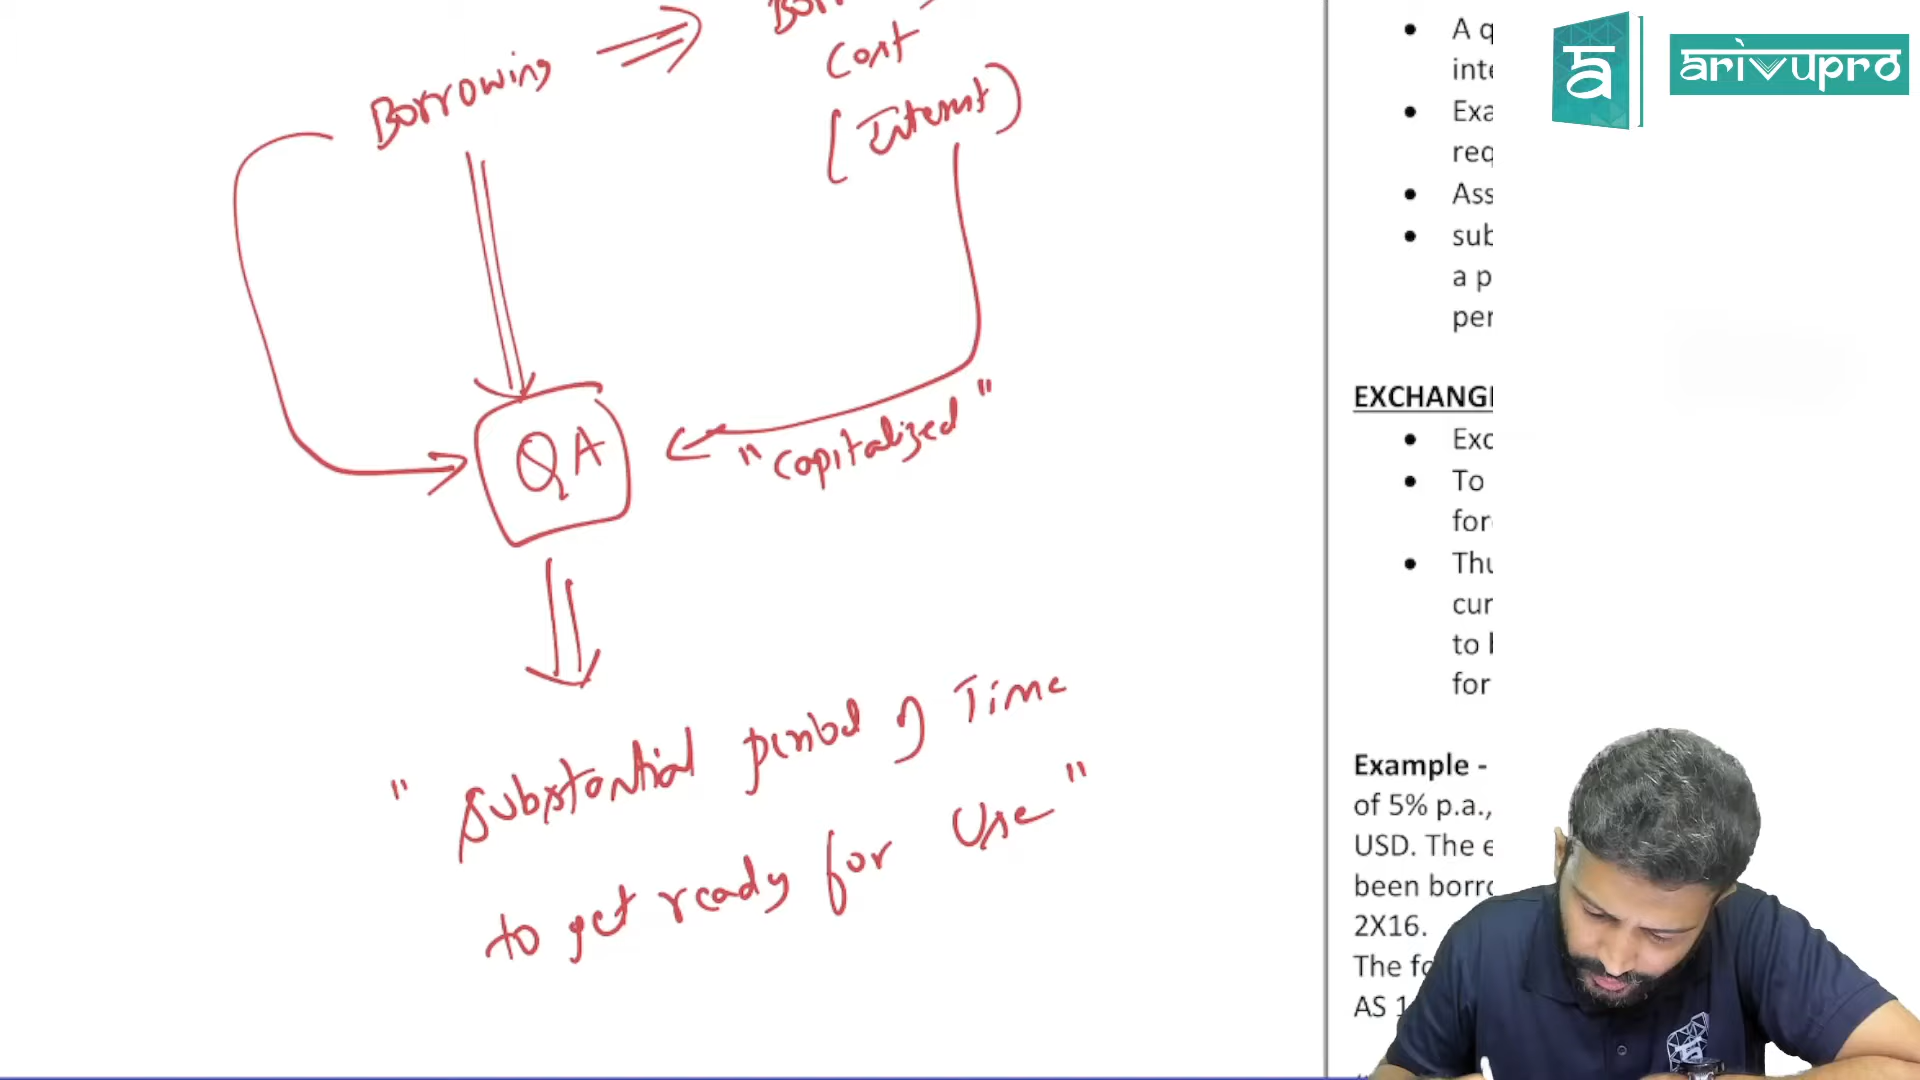 Borrowing
Cost
(Interest)
"Capitalized"
QA
" Substantial period of Time
to get ready for Use "
A q
inte
Exa
req
Ass
sub
a p
per
EXCHANG
Exc
To
for
Thu
cur
to
for
Example -
of 5% p.a.,
USD. The e
been borro
2X16.
The fo
AS 1
arivupro